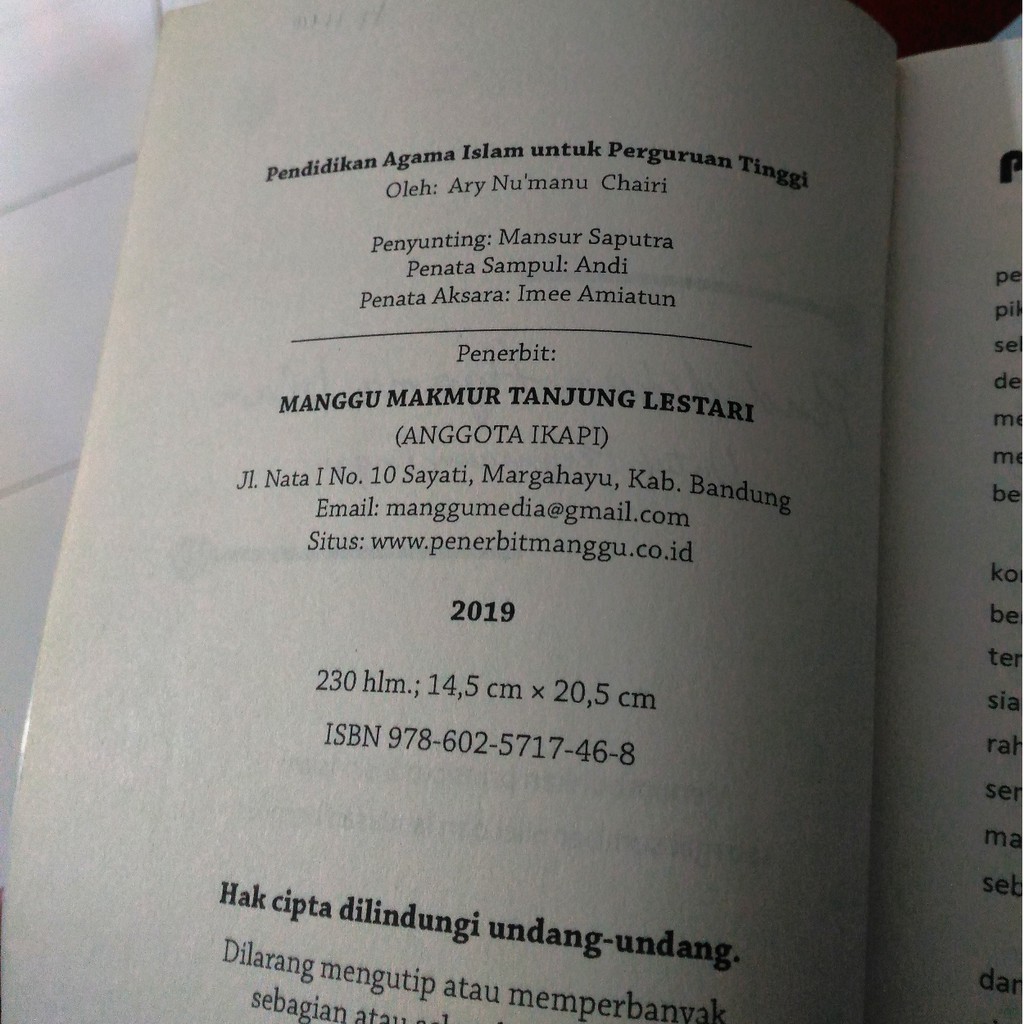 Pendidikan Agama Islam untuk Perguruan Tinggi
Oleh: Ary Nu'manu Chairi
Penyunting: Mansur Saputra
Penata Sampul: Andi
Penata Aksara: Imee Amiatun
Penerbit:
MANGGU MAKMUR TANJUNG LESTARI
(ANGGOTA IKAPI)
Jl. Nata I No. 10 Sayati, Margahayu, Kab. Bandung
Email: manggumedia@gmail.com
Situs: www.penerbitmanggu.co.id
2019
230 hlm.; 14,5 cm × 20,5 cm
ISBN 978-602-5717-46-8
Hak cipta dilindungi undang-undang.
Dilarang mengutip atau memperbanyak
sebagian atau